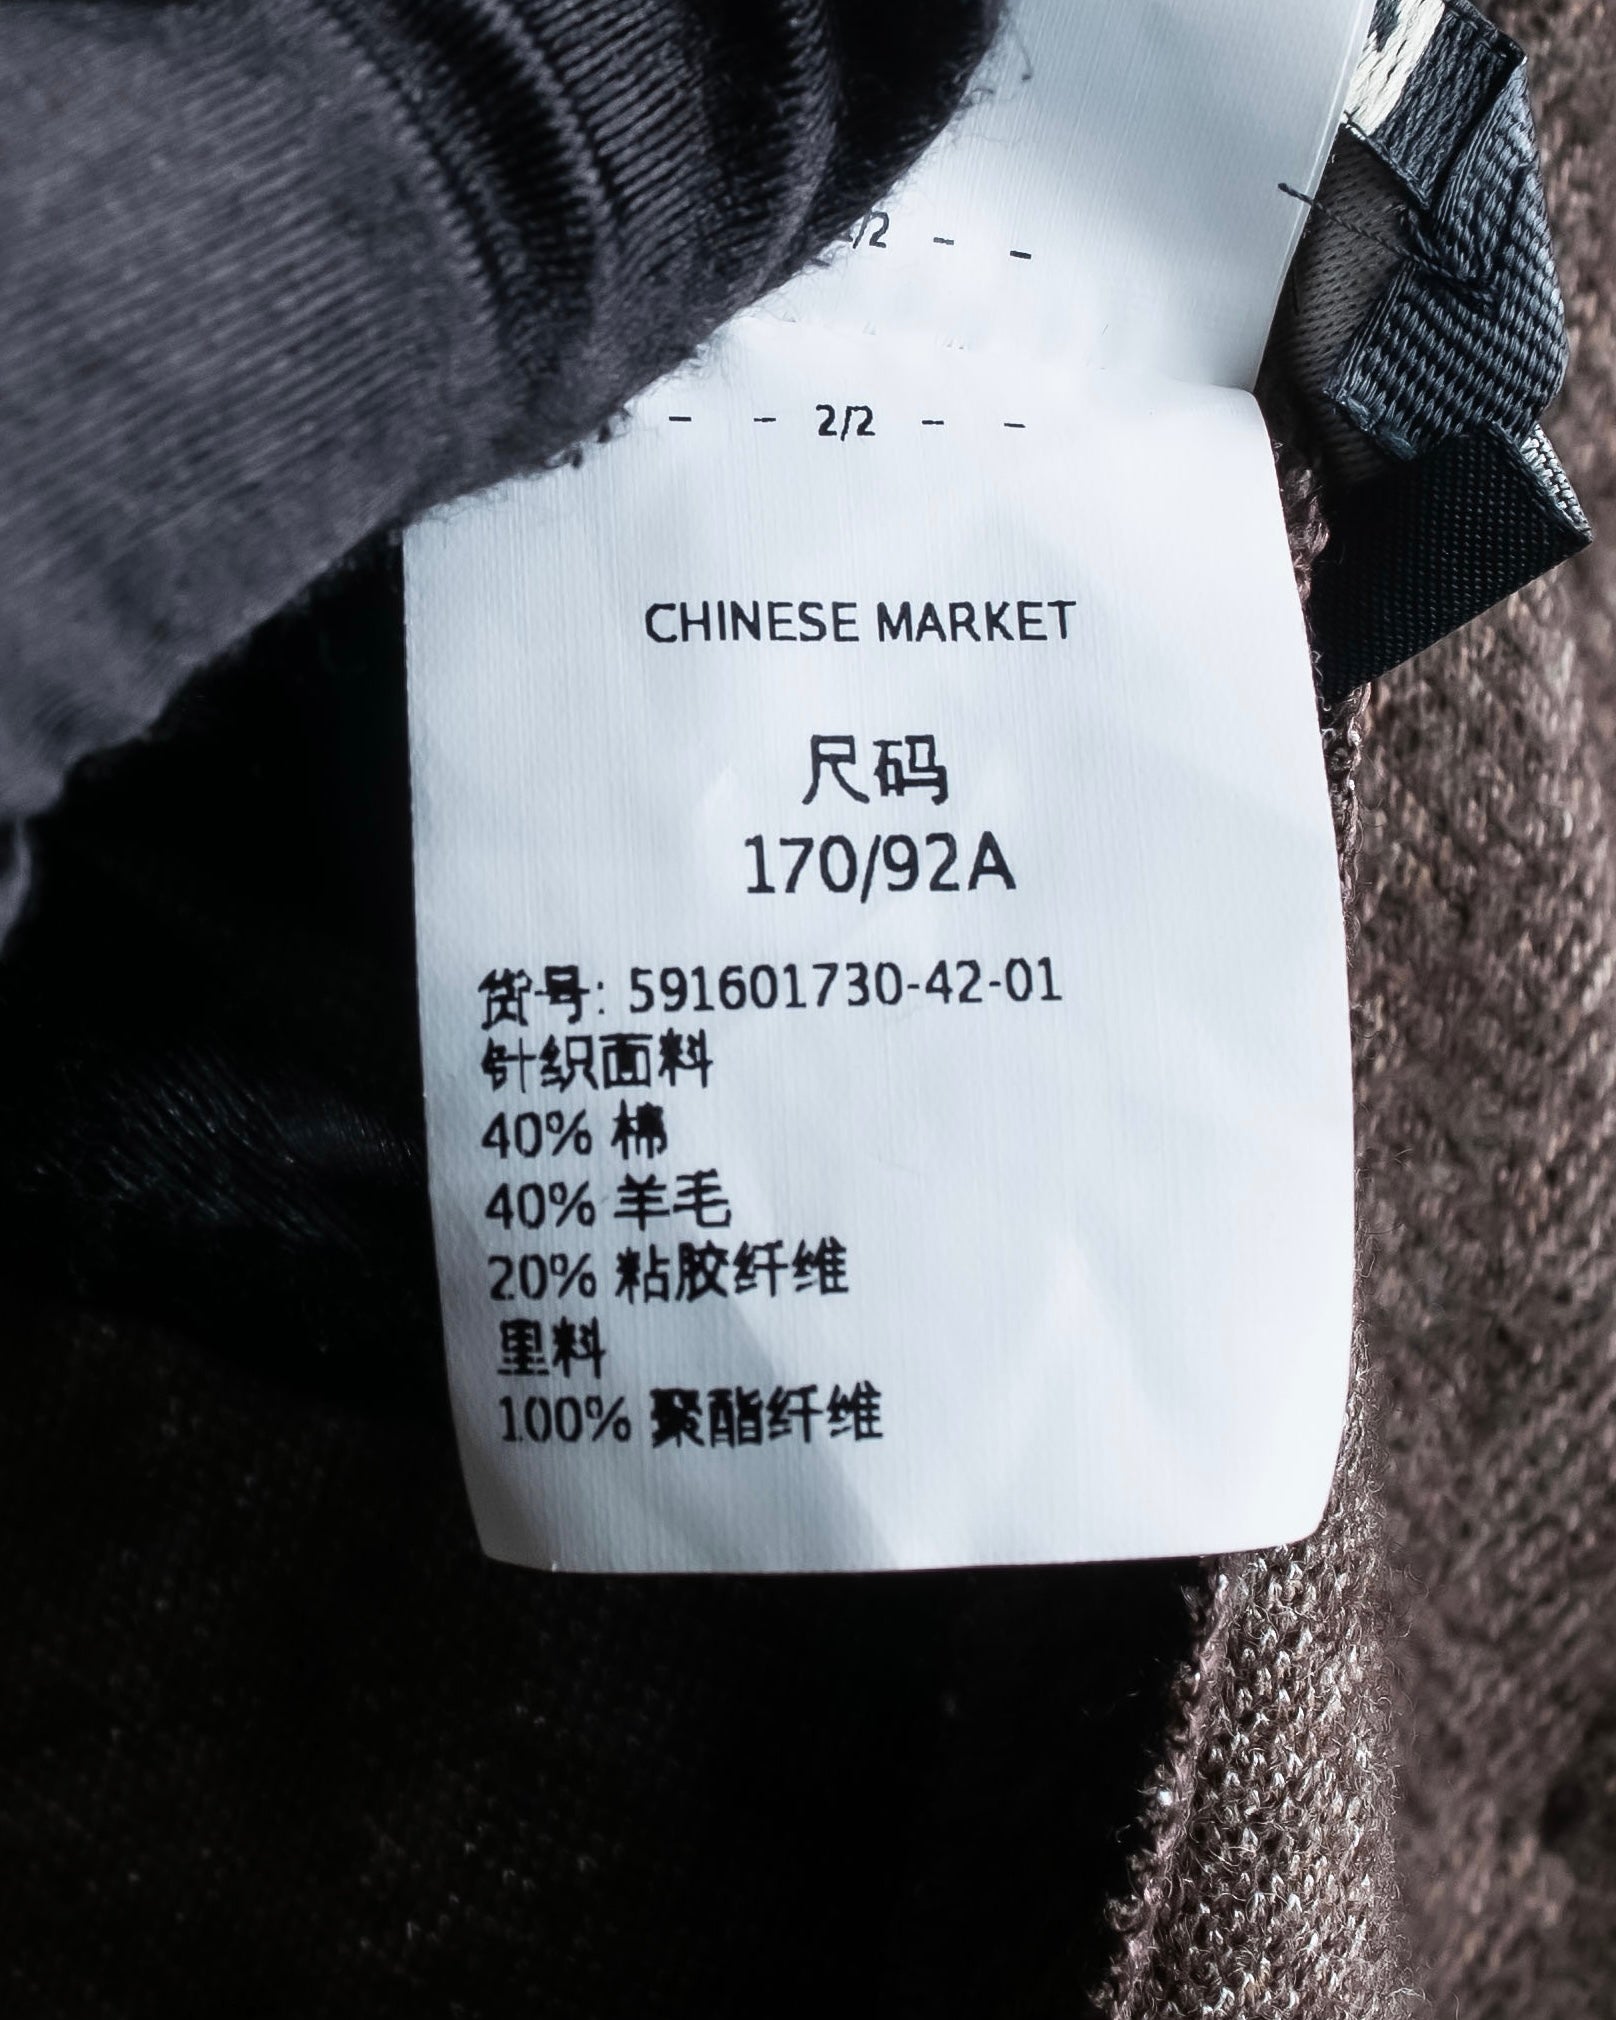 /2 - -
- - 2/2 - -
CHINESE MARKET
尺码
170/92A
货号: 591601730-42-01
针织面料
40% 棉
40% 羊毛
20% 粘胶纤维
里料
100% 聚酯纤维